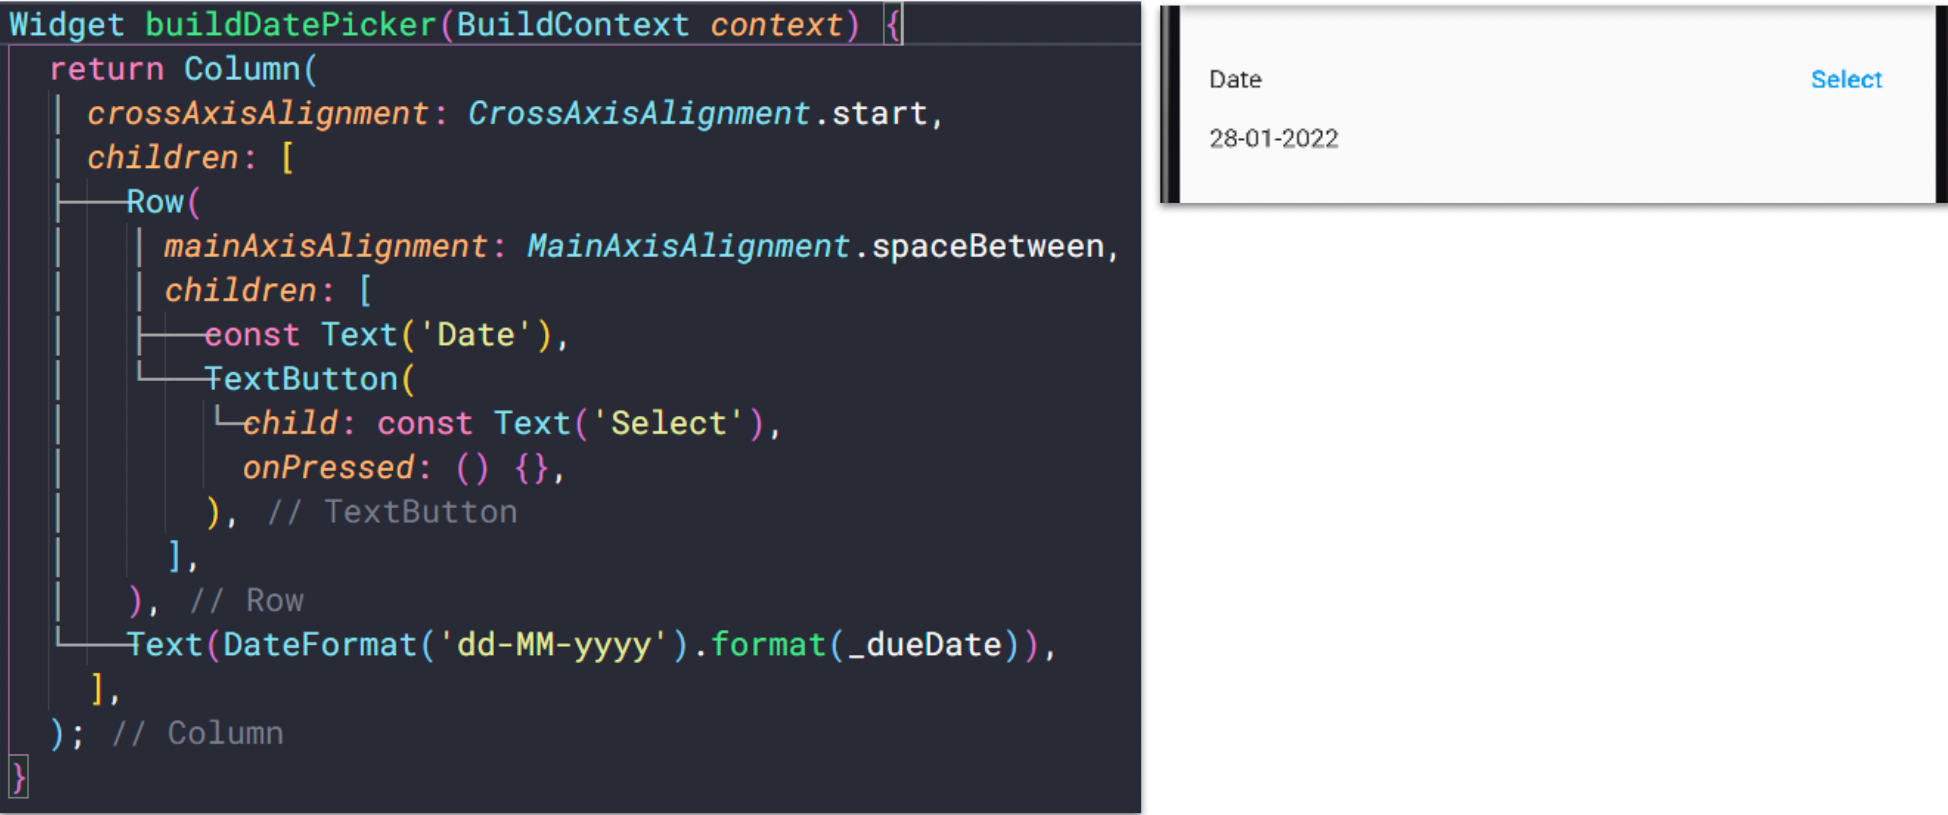 Widget buildDatePicker(BuildContext context) {
return Column(
crossAxisAlignment: CrossAxisAlignment.start,
children: [
Row(
mainAxisAlignment: MainAxisAlignment.spaceBetween,
children: [
const Text('Date'),
TextButton(
child: const Text('Select'),
onPressed: () {},
), // TextButton
],
), // Row
Text(DateFormat('dd-MM-yyyy').format(_dueDate)),
],
); // Column
}
Date Select
28-01-2022